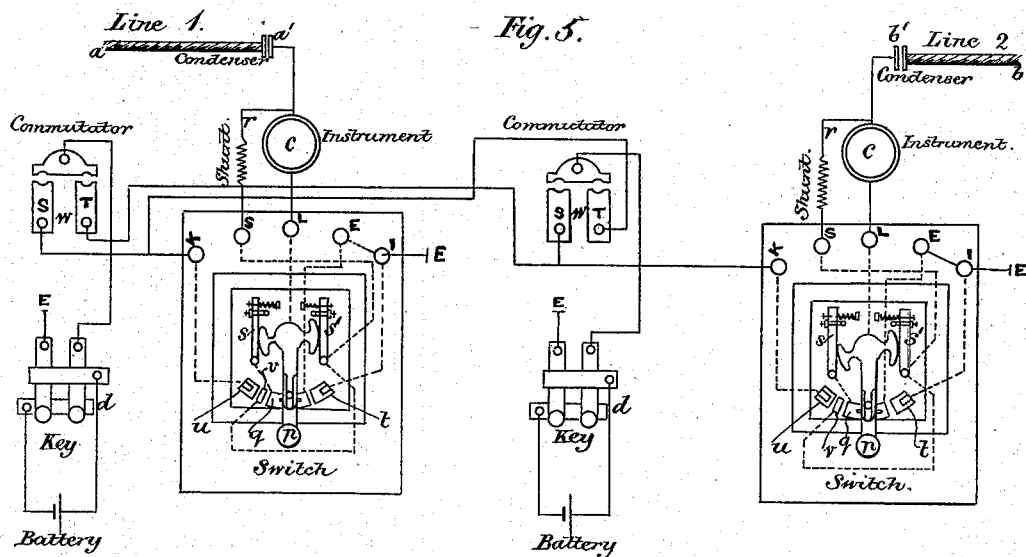 Fig. 5.
Line 1.
a
a'
Condenser
Commutator
r
Shunt.
C
Instrument
S
W
T
K
S
L
E
I
E
E
s
s'
v
u
q
n
t
Switch
d
Key
Battery
b'
Line 2
b
Condenser
Commutator
r
Shunt.
C
Instrument.
S
W
T
K
S
L
E
I
E
E
s
s'
u
v
q
n
t
Switch.
d
Key
Battery